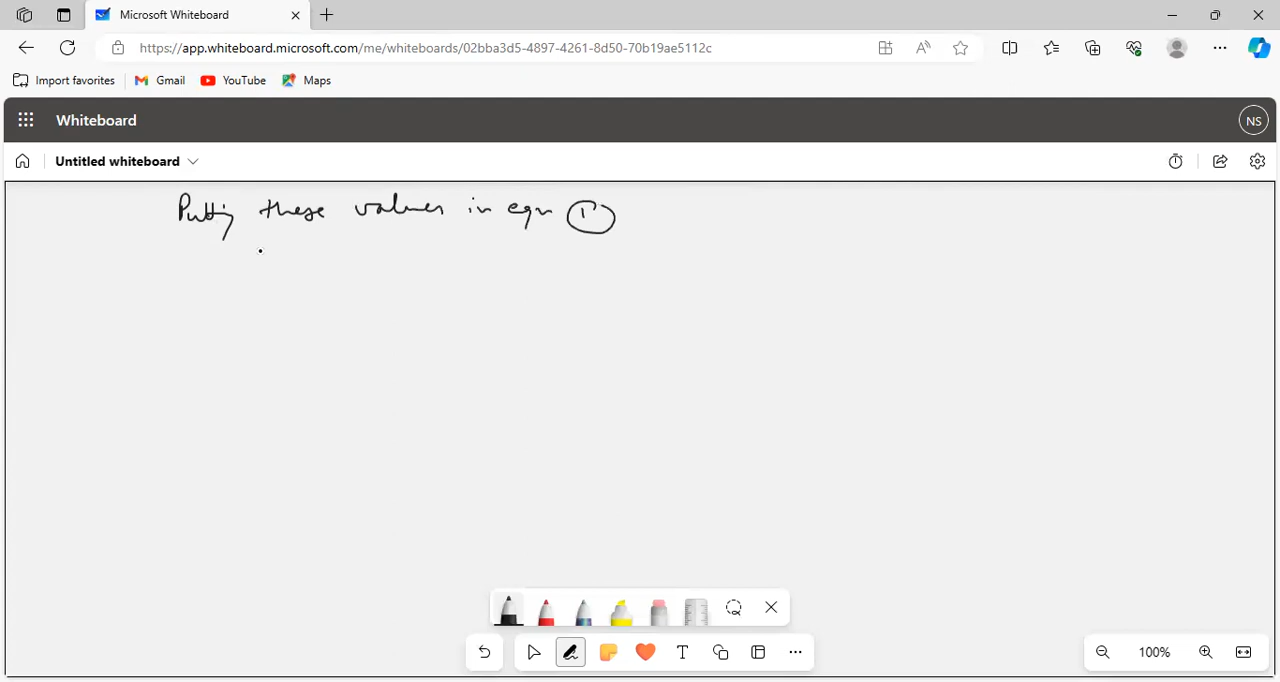 Microsoft Whiteboard
https://app.whiteboard.microsoft.com/me/whiteboards/02bba3d5-4897-4261-8d50-70b19ae5112c
Import favorites Gmail YouTube Maps
Whiteboard NS
Untitled whiteboard
Putting these values in eqn 1
100%